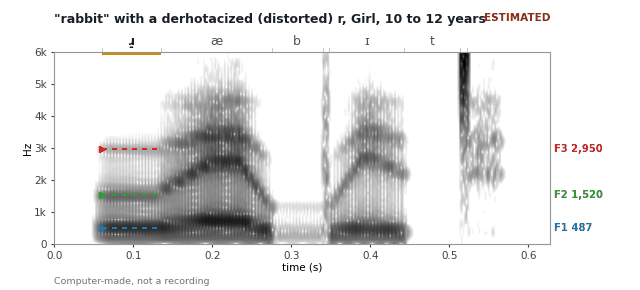 "rabbit" with a derhotacized (distorted) r, Girl, 10 to 12 years ESTIMATED
ɹ̱ æ b ɪ t
6k
5k
4k
3k F3 2,950
2k
F2 1,520
1k
F1 487
0
Hz
0.0 0.1 0.2 0.3 0.4 0.5 0.6
time (s)
Computer-made, not a recording